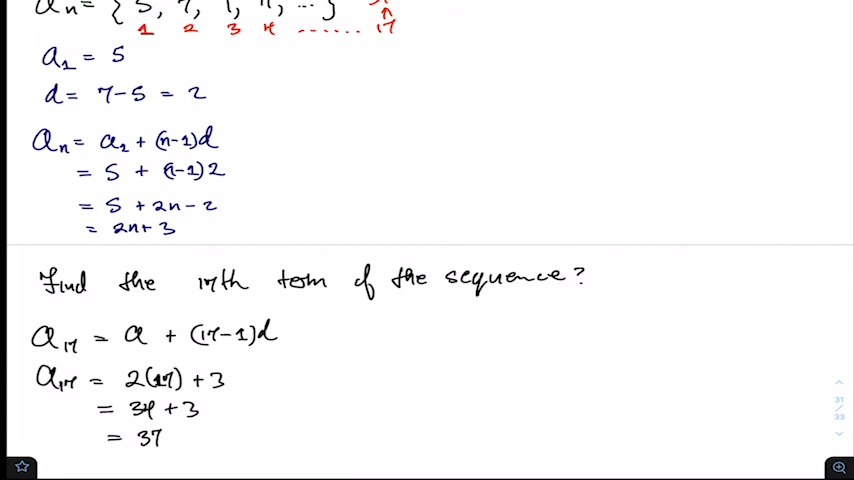 aₙ = { 5, 7, 9, 11, ... }
1 2 3 4 ....... 17
a₁ = 5
d = 7-5 = 2
aₙ = a₁ + (n-1)d
= 5 + (n-1)2
= 5 + 2n - 2
= 2n+3
Find the 17th term of the sequence?
a₁₇ = a + (17-1)d
a₁₇ = 2(17) + 3
= 34 + 3
= 37
31
/
33